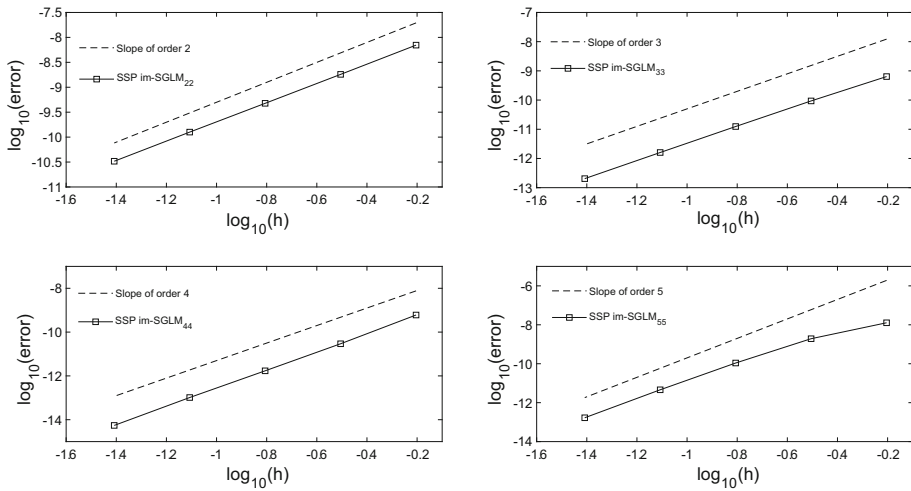 -7.5
-8
-8.5
-9
-9.5
-10
-10.5
-11
log10(error)
Slope of order 2
SSP im-SGLM22
-1.6 -1.4 -1.2 -1 -0.8 -0.6 -0.4 -0.2 0
log10(h)
-7
-8
-9
-10
-11
-12
-13
log10(error)
Slope of order 3
SSP im-SGLM33
-1.6 -1.4 -1.2 -1 -0.8 -0.6 -0.4 -0.2 0
log10(h)
-8
-10
-12
-14
log10(error)
Slope of order 4
SSP im-SGLM44
-1.6 -1.4 -1.2 -1 -0.8 -0.6 -0.4 -0.2 0
log10(h)
-6
-8
-10
-12
-14
log10(error)
Slope of order 5
SSP im-SGLM55
-1.6 -1.4 -1.2 -1 -0.8 -0.6 -0.4 -0.2 0
log10(h)